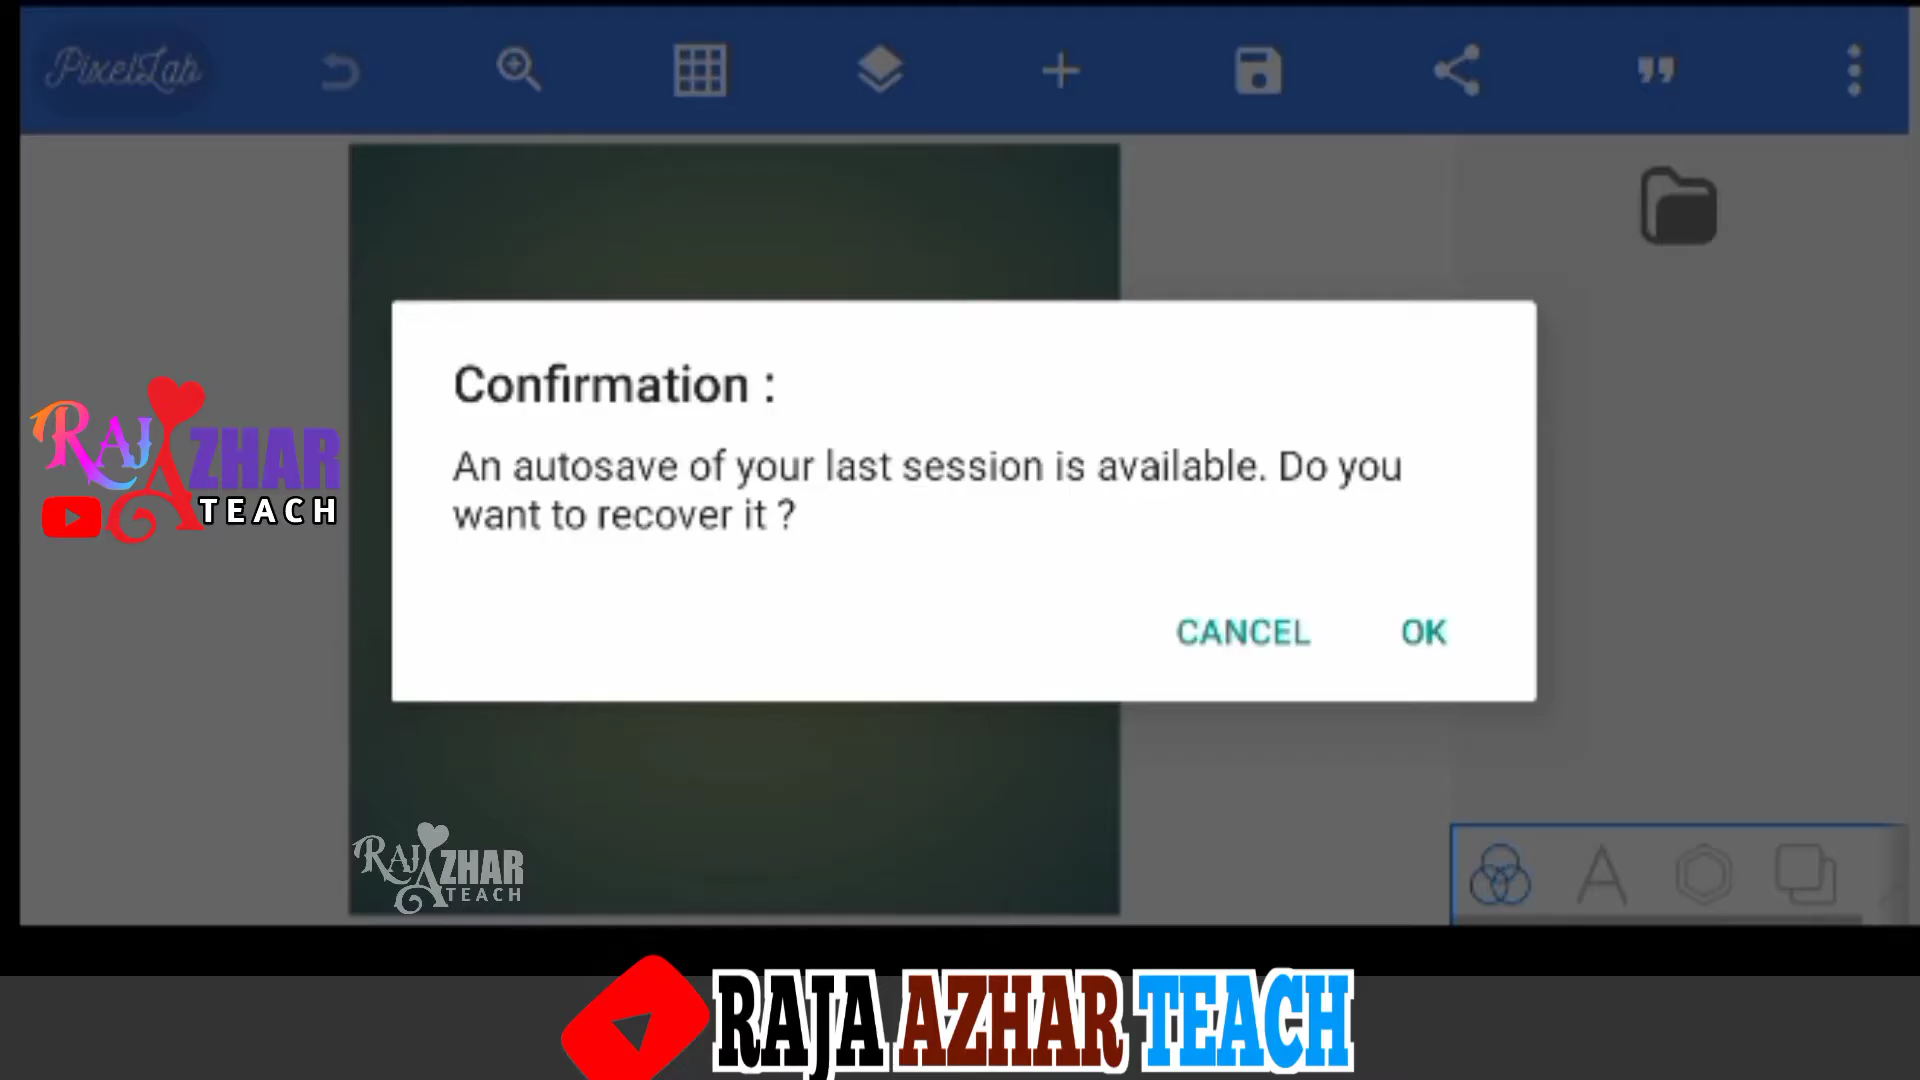 PixelLab
Confirmation :
An autosave of your last session is available. Do you
want to recover it ?
CANCEL OK
RAJ AZHAR
TEACH
RAJ AZHAR
TEACH
RAJA AZHAR TEACH